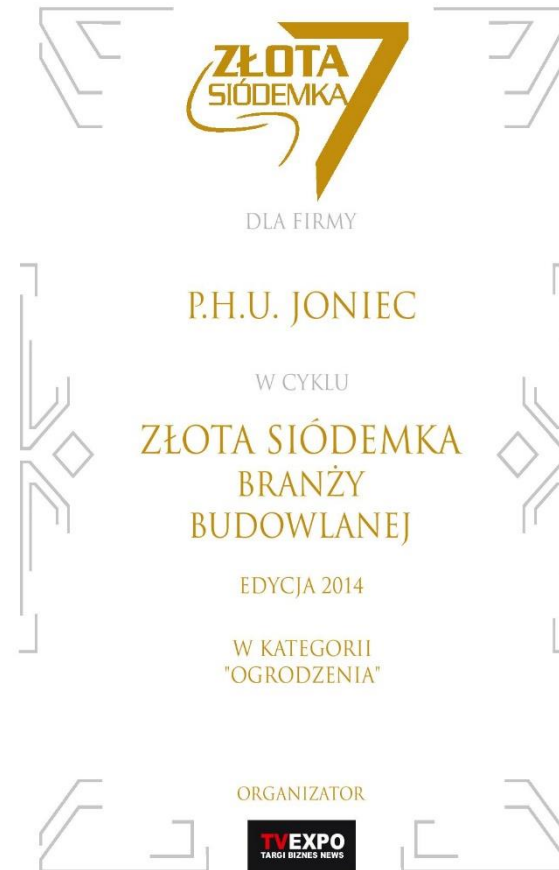 ZŁOTA 7
SIÓDEMKA
DLA FIRMY
P.H.U. JONIEC
W CYKLU
ZŁOTA SIÓDEMKA
BRANŻY
BUDOWLANEJ
EDYCJA 2014
W KATEGORII
"OGRODZENIA"
ORGANIZATOR
TVEXPO
TARGI BIZNES NEWS